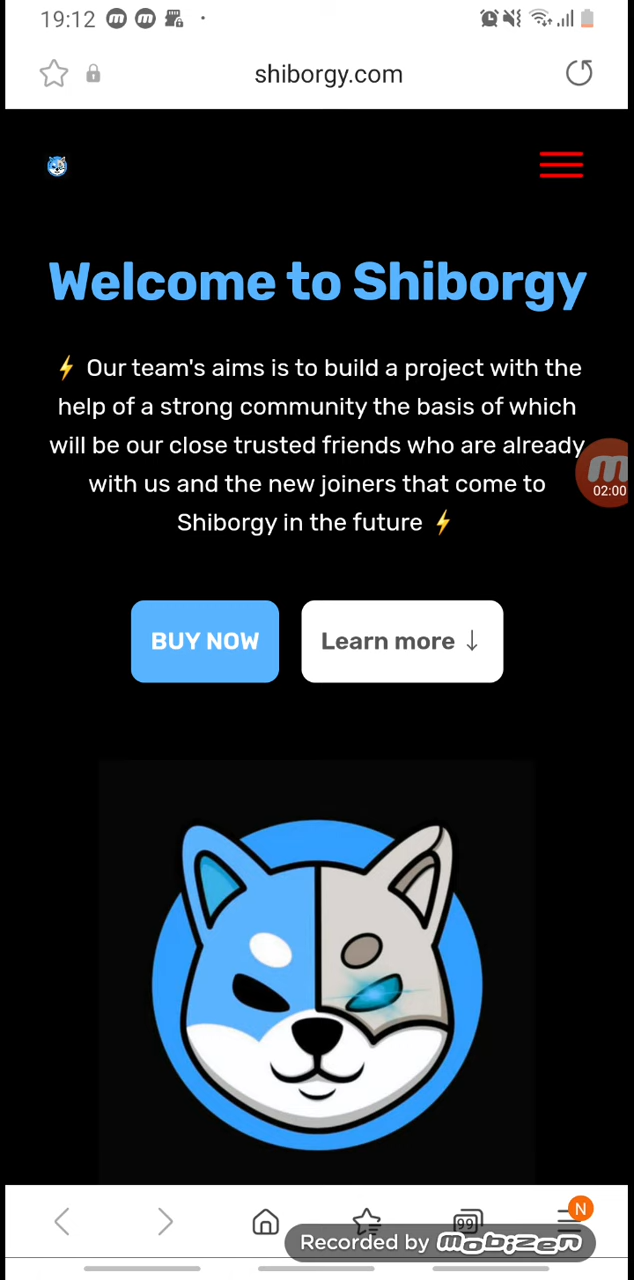 19:12
shiborgy.com
Welcome to Shiborgy
⚡ Our team's aims is to build a project with the
help of a strong community the basis of which
will be our close trusted friends who are already
with us and the new joiners that come to
Shiborgy in the future ⚡
02:00
BUY NOW
Learn more ↓
N
99
Recorded by mobizen